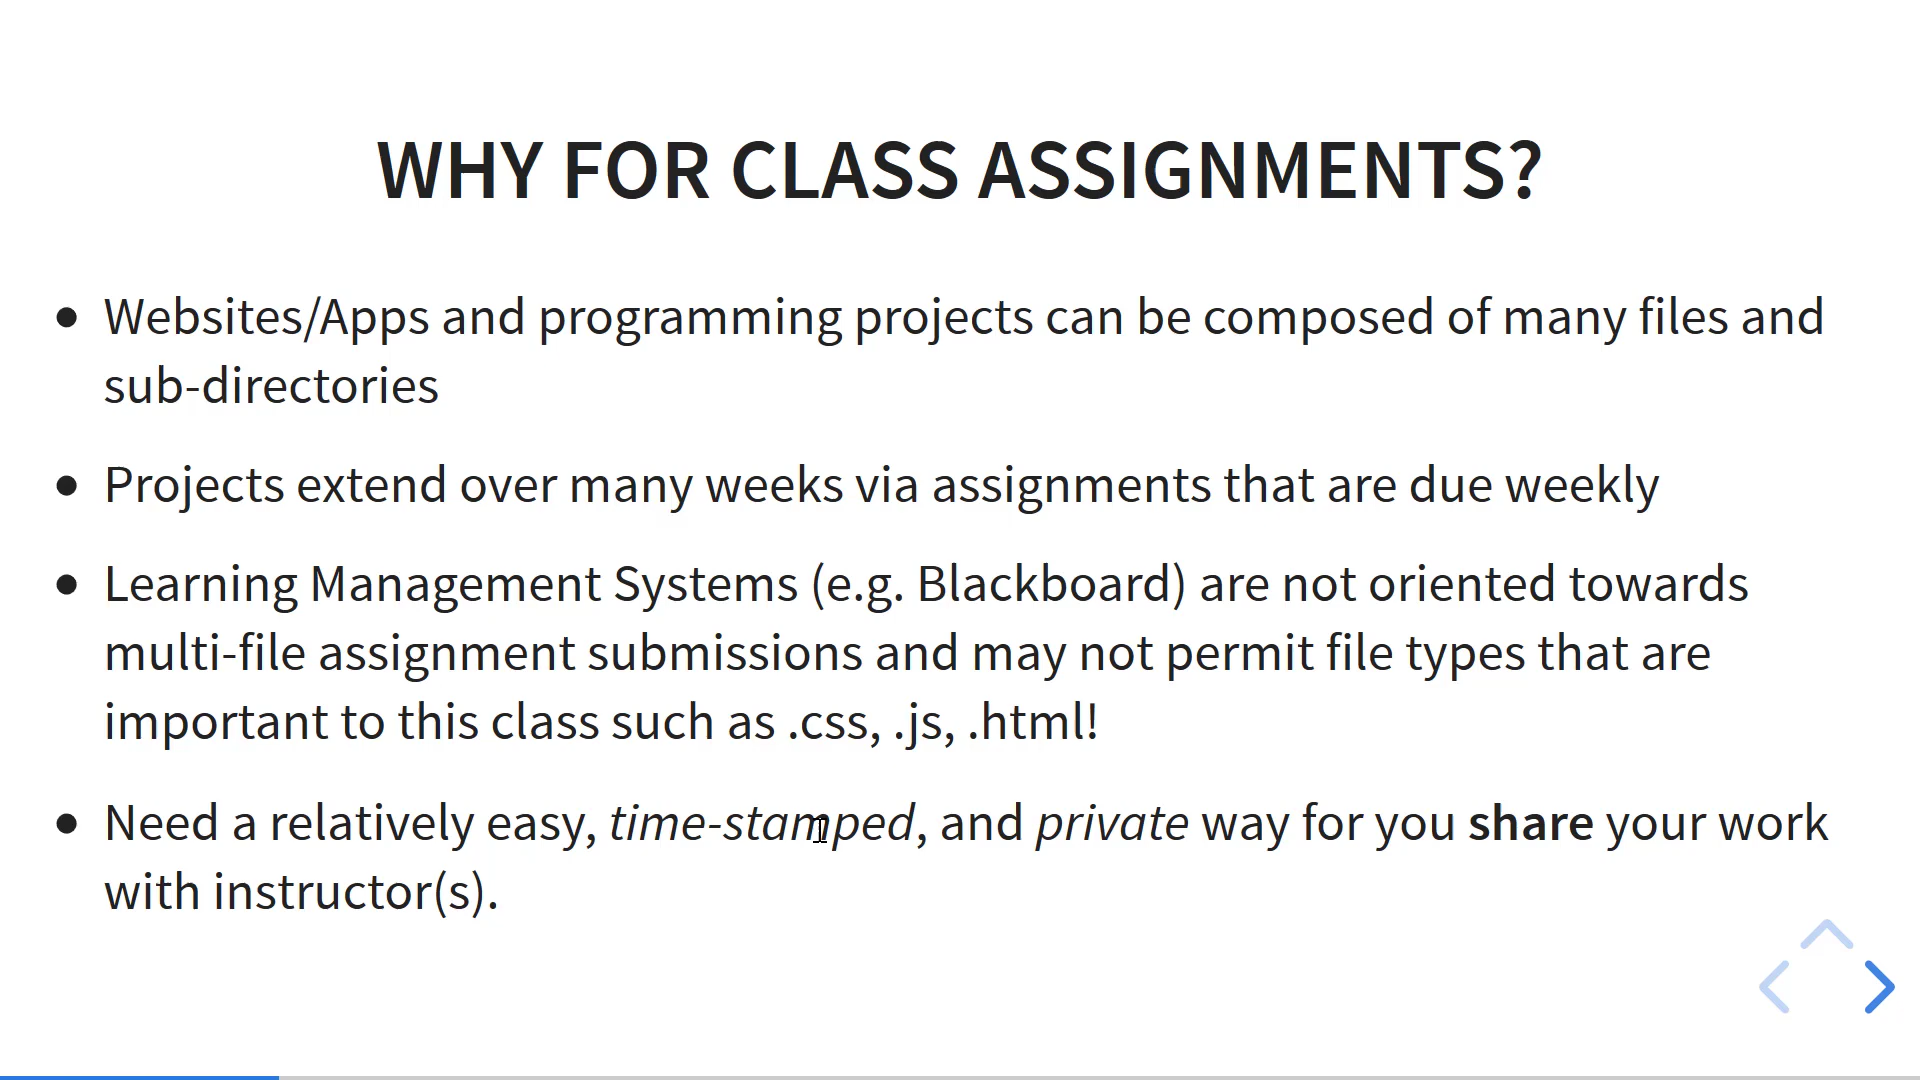 WHY FOR CLASS ASSIGNMENTS?
Websites/Apps and programming projects can be composed of many files and
sub-directories
Projects extend over many weeks via assignments that are due weekly
Learning Management Systems (e.g. Blackboard) are not oriented towards
multi-file assignment submissions and may not permit file types that are
important to this class such as .css, .js, .html!
Need a relatively easy, time-stamped, and private way for you share your work
with instructor(s).